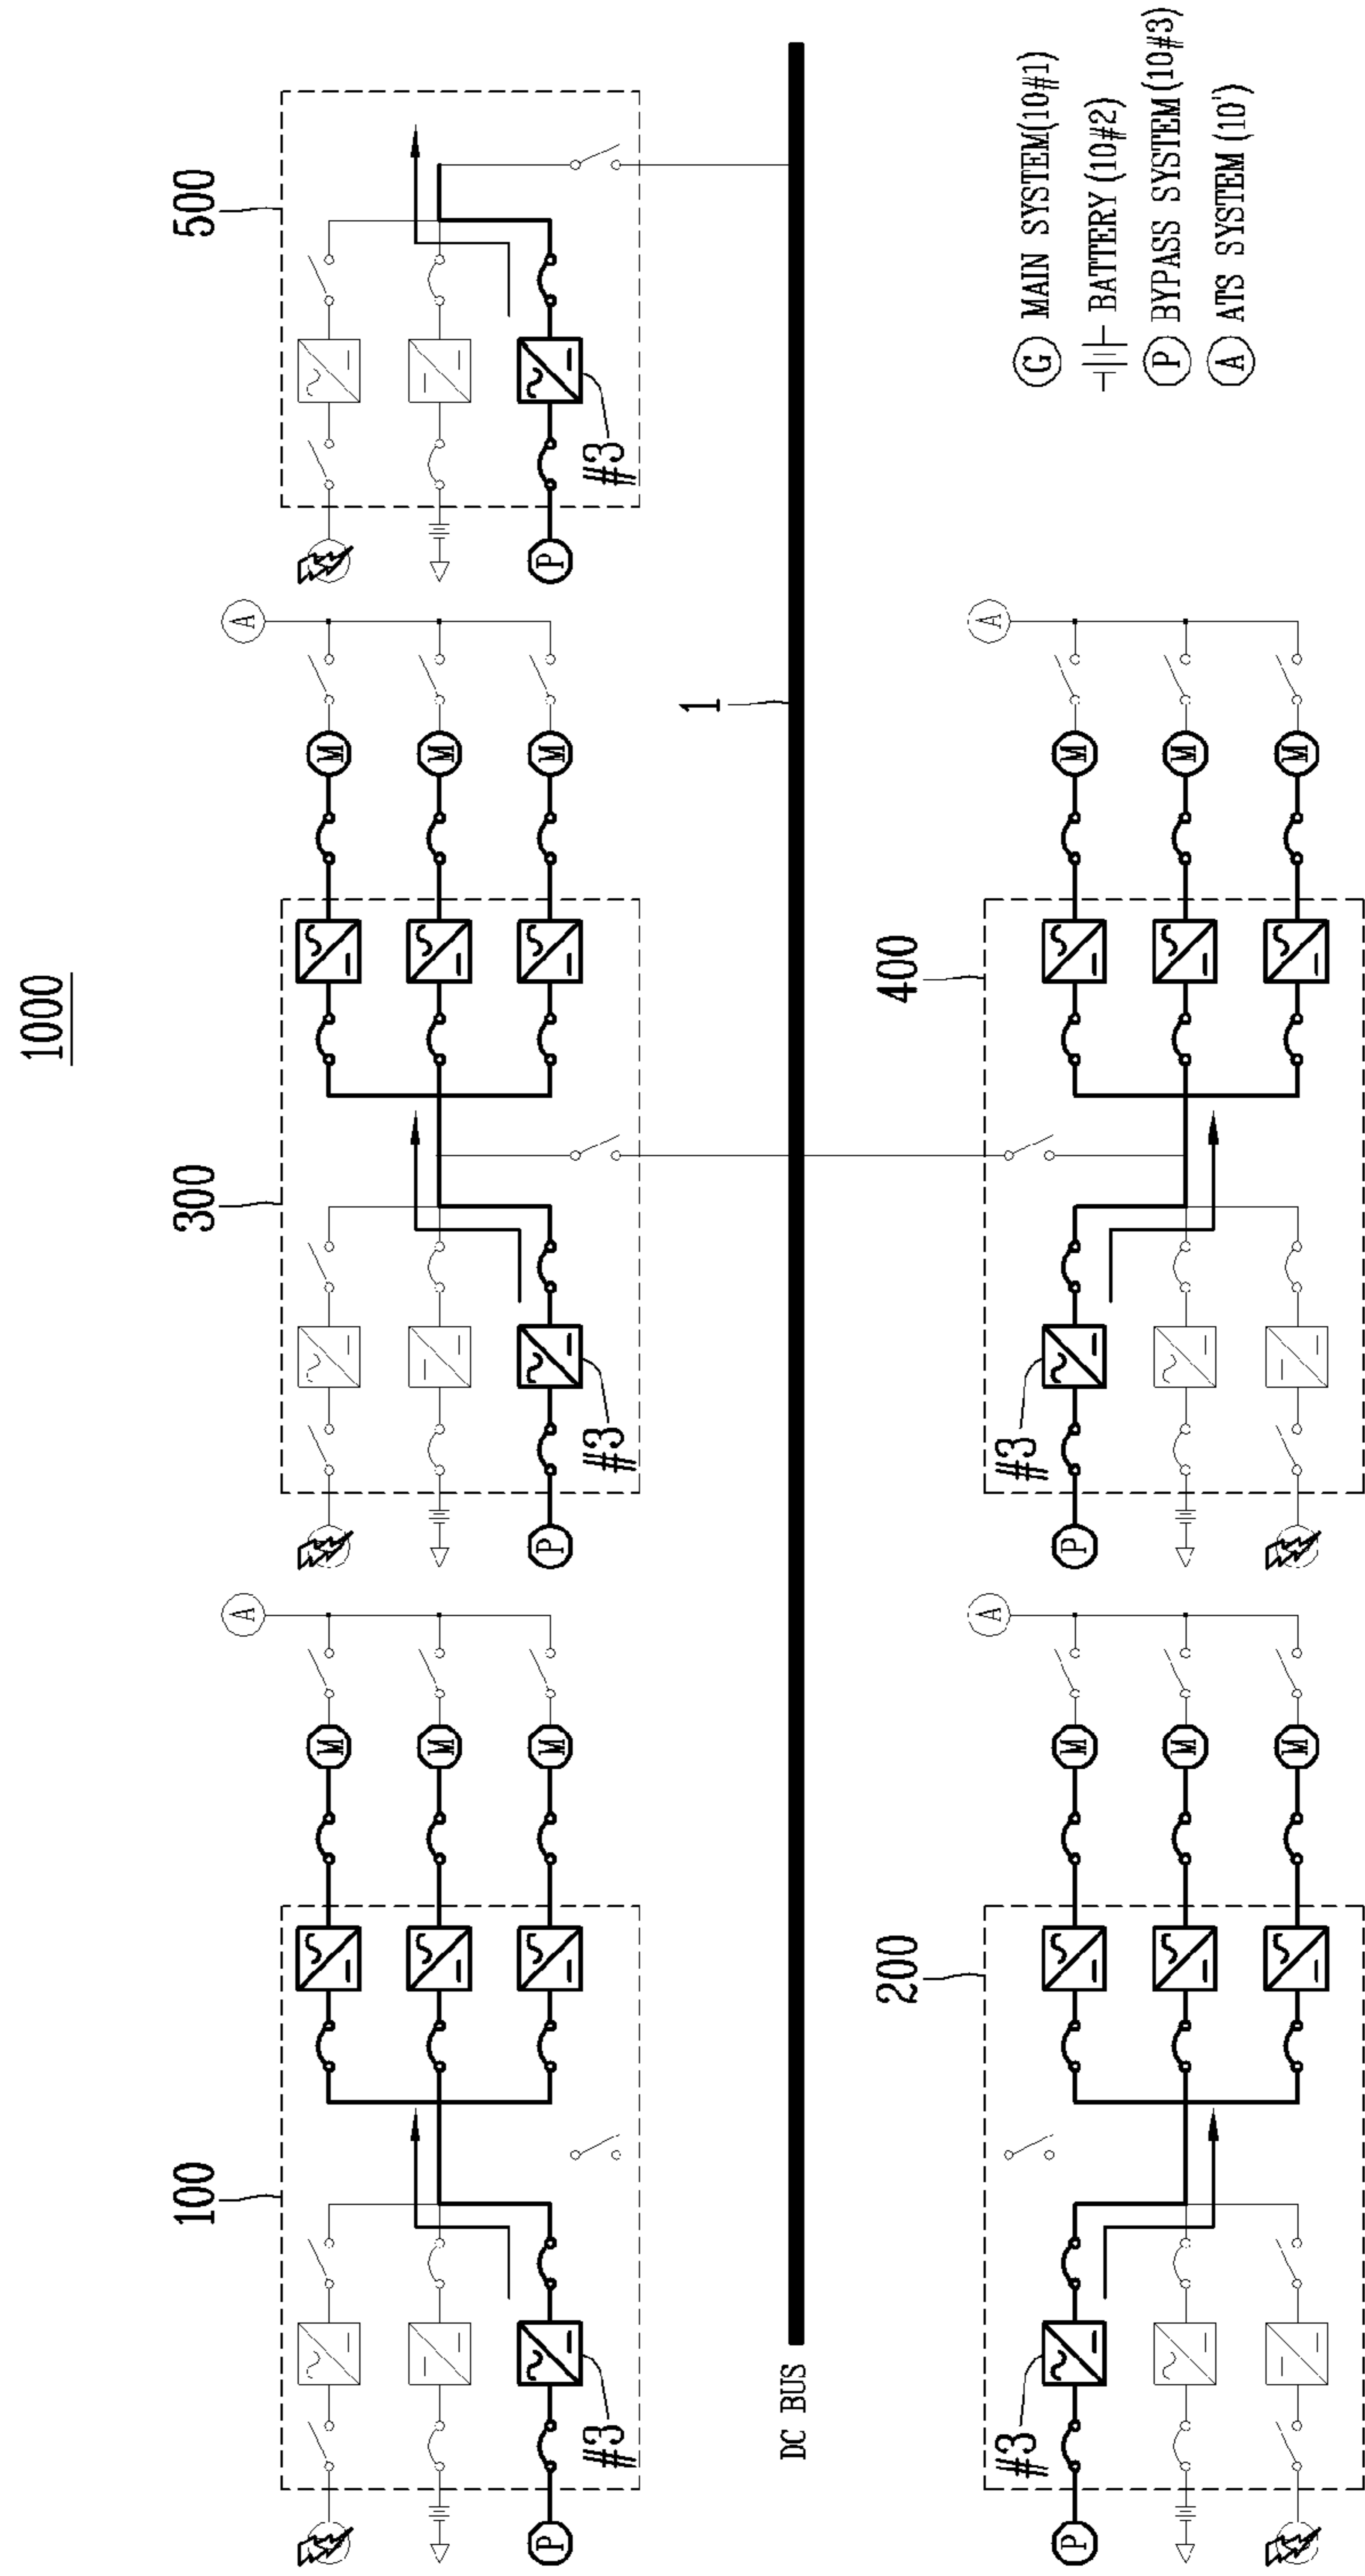 1000
100 300 500
A A
M M
M M
P M P M P
#3 #3 #3
1
DC BUS
200 400
A A
#3 #3
P M P M
M M
M M
G MAIN SYSTEM(10#1)
BATTERY(10#2)
P BYPASS SYSTEM(10#3)
A ATS SYSTEM(10')